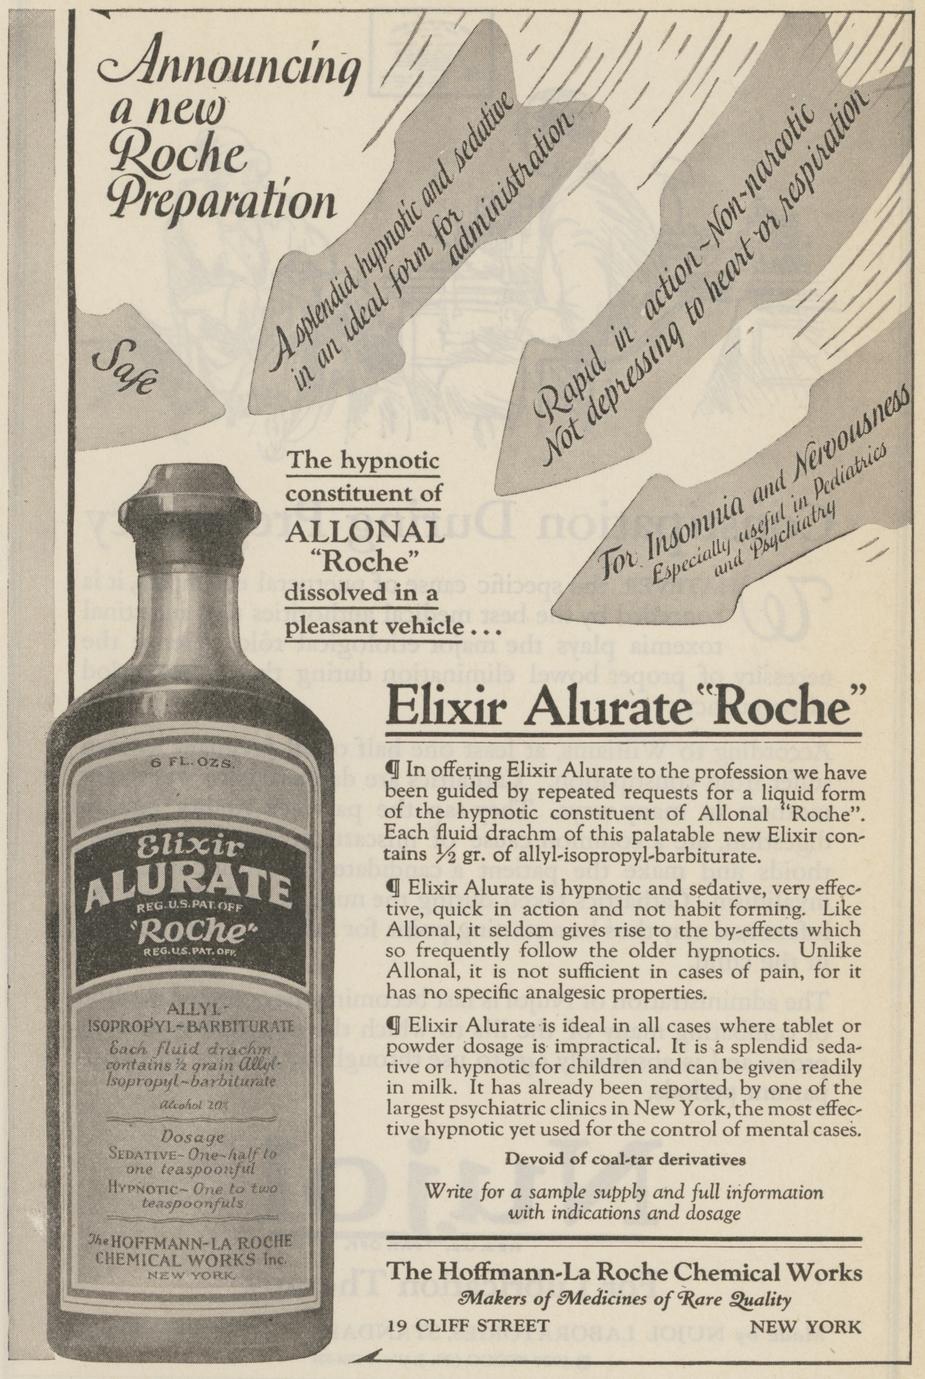 Announcing
a new
Roche
Preparation
A splendid hypnotic and sedative
in an ideal form for
administration
Rapid in action ~ Non-narcotic
Not depressing to heart or respiration
Safe
For Insomnia and Nervousness
Especially useful in Pediatrics
and Psychiatry
The hypnotic
constituent of
ALLONAL
"Roche"
dissolved in a
pleasant vehicle ...
6 FL. OZS.
Elixir
ALURATE
REG. U.S. PAT. OFF
"Roche"
REG. U.S. PAT. OFF.
ALLYL-
ISOPROPYL-BARBITURATE
Each fluid drachm
contains ½ grain Allyl-
Isopropyl-barbiturate
Alcohol 20%
Dosage
SEDATIVE - One-half to
one teaspoonful
HYPNOTIC - One to two
teaspoonfuls
The HOFFMANN-LA ROCHE
CHEMICAL WORKS Inc.
NEW YORK
Elixir Alurate "Roche"
¶ In offering Elixir Alurate to the profession we have
been guided by repeated requests for a liquid form
of the hypnotic constituent of Allonal "Roche".
Each fluid drachm of this palatable new Elixir con-
tains ½ gr. of allyl-isopropyl-barbiturate.
¶ Elixir Alurate is hypnotic and sedative, very effec-
tive, quick in action and not habit forming. Like
Allonal, it seldom gives rise to the by-effects which
so frequently follow the older hypnotics. Unlike
Allonal, it is not sufficient in cases of pain, for it
has no specific analgesic properties.
¶ Elixir Alurate is ideal in all cases where tablet or
powder dosage is impractical. It is a splendid seda-
tive or hypnotic for children and can be given readily
in milk. It has already been reported, by one of the
largest psychiatric clinics in New York, the most effec-
tive hypnotic yet used for the control of mental cases.
Devoid of coal-tar derivatives
Write for a sample supply and full information
with indications and dosage
The Hoffmann-La Roche Chemical Works
Makers of Medicines of Rare Quality
19 CLIFF STREET NEW YORK